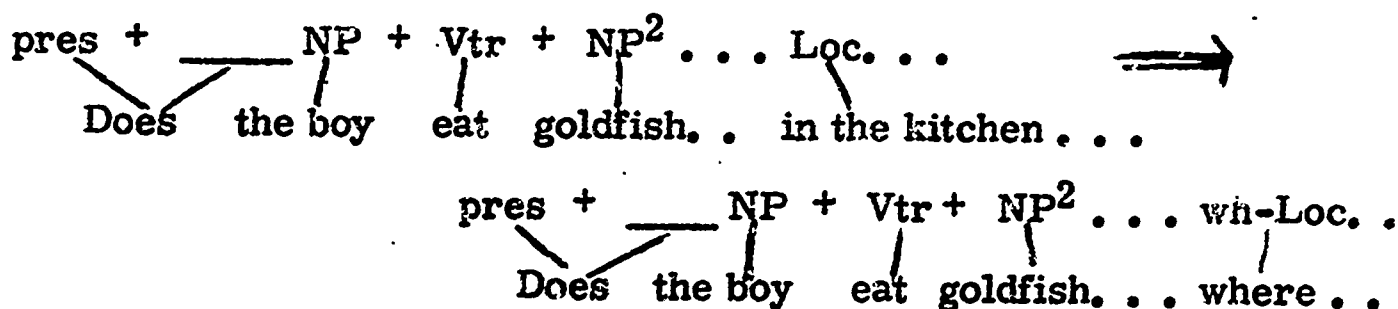 pres + ___ NP + Vtr + NP² . . . Loc. . . ⟹
Does the boy eat goldfish. . in the kitchen . . .
pres + ___ NP + Vtr + NP² . . . wh-Loc. .
Does the boy eat goldfish. . . where . .